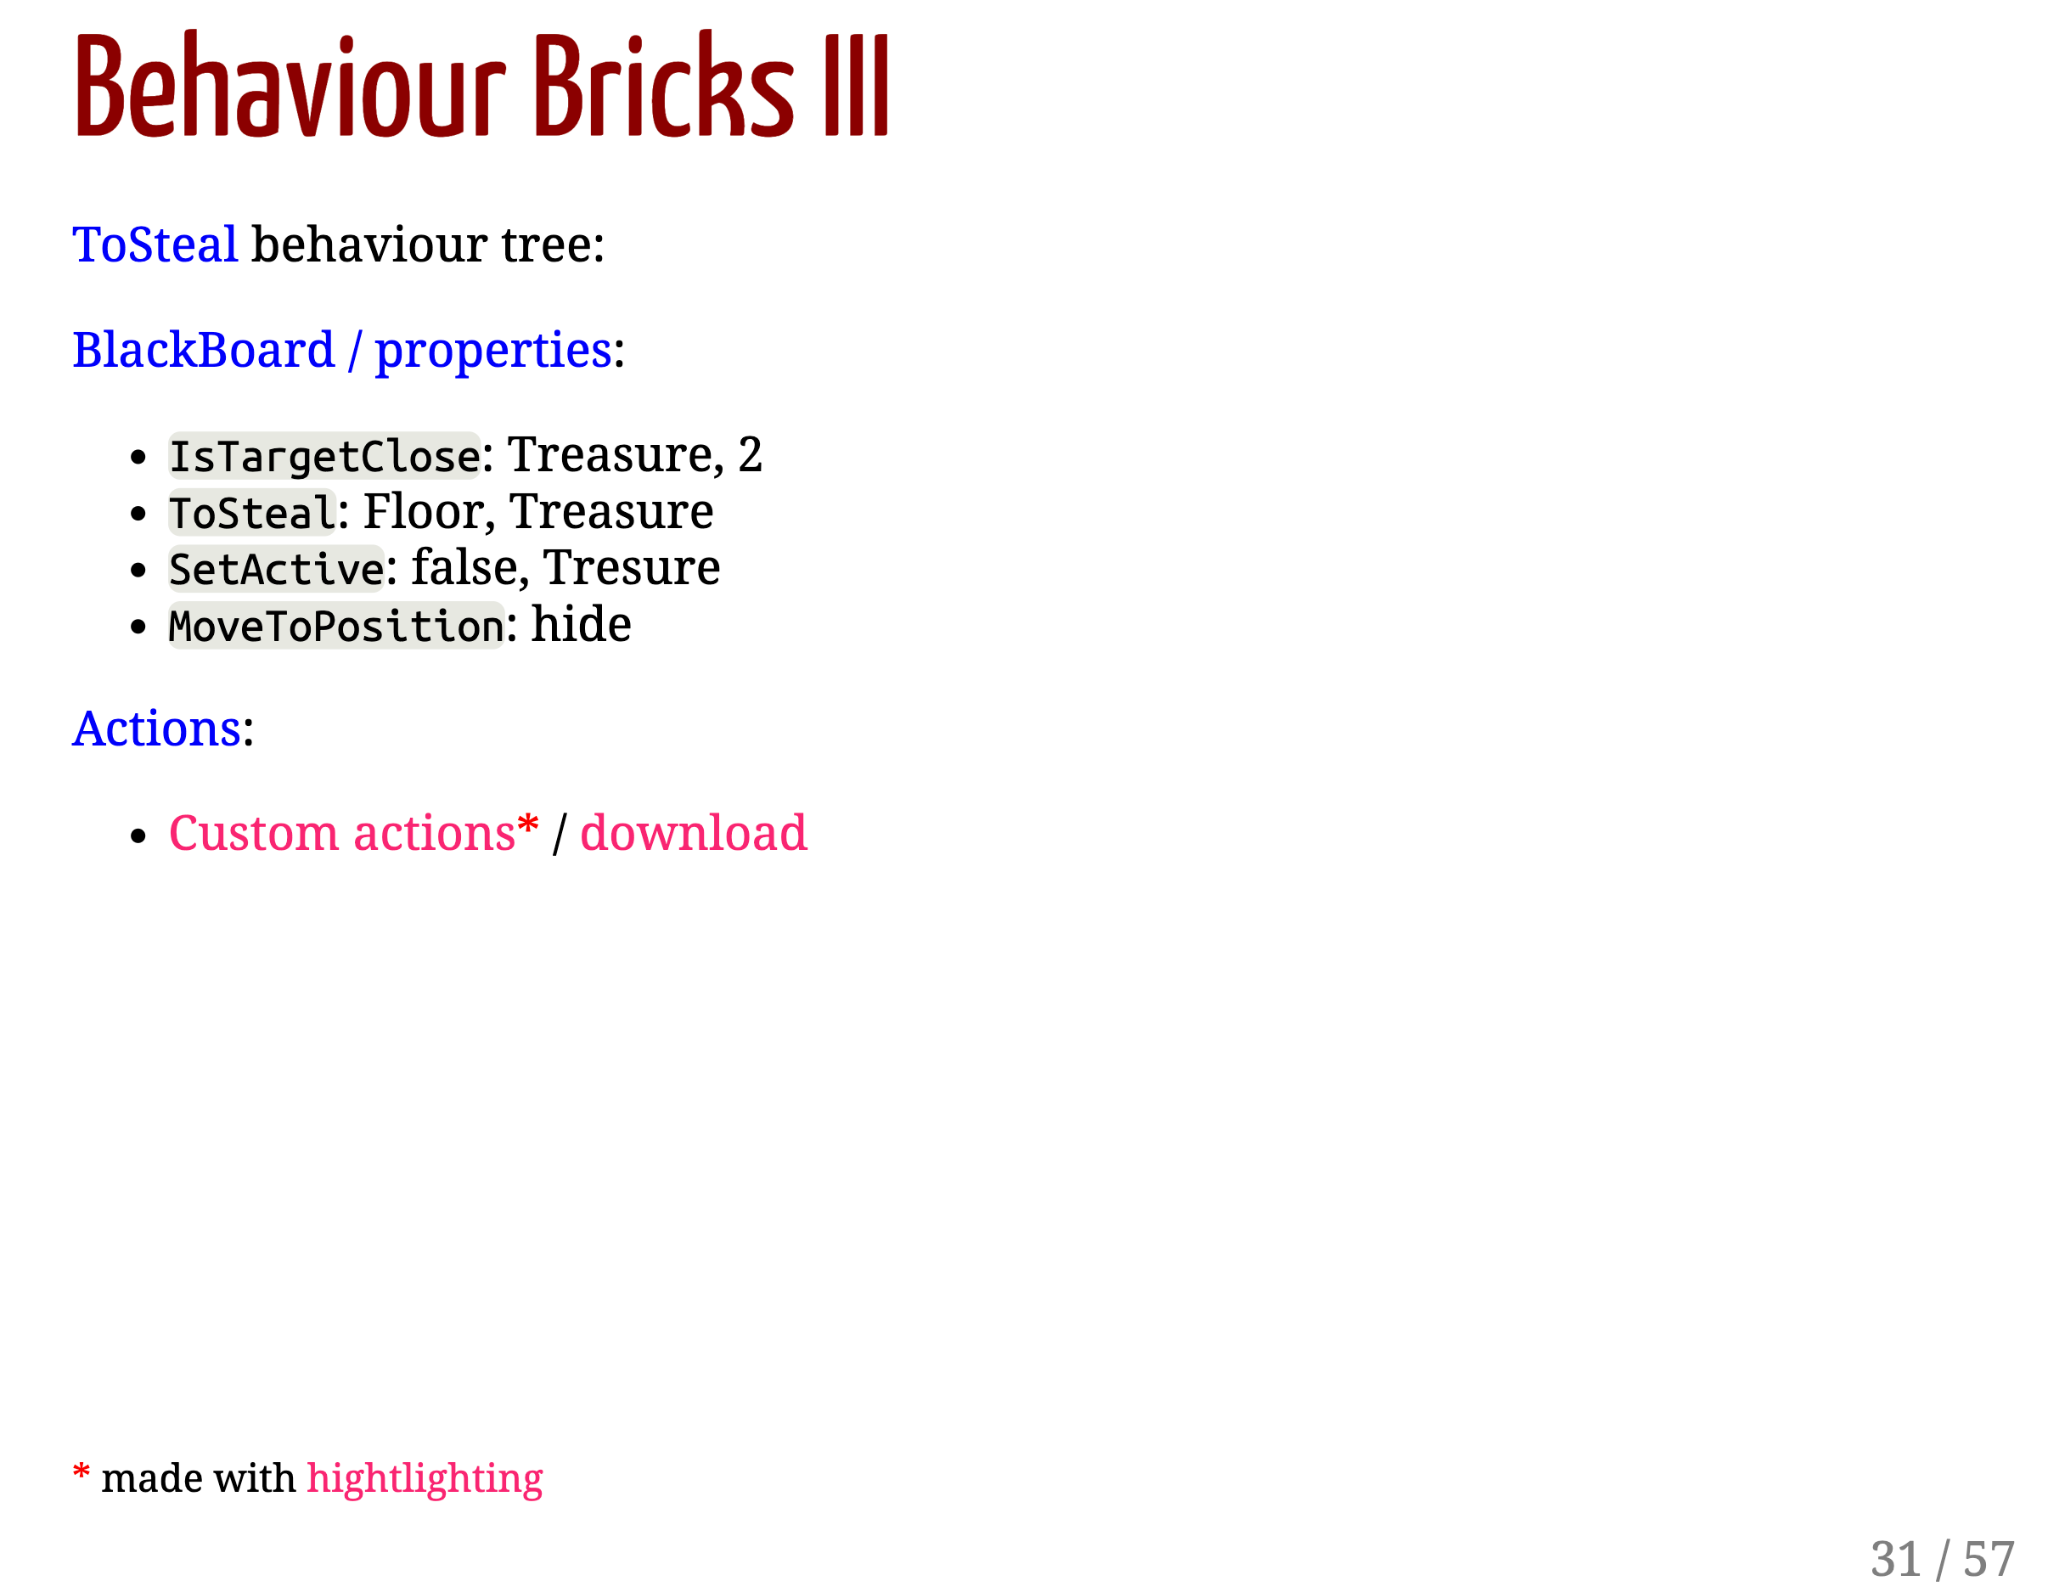 Behaviour Bricks III
ToSteal behaviour tree:
BlackBoard / properties:
• IsTargetClose: Treasure, 2
• ToSteal: Floor, Treasure
• SetActive: false, Tresure
• MoveToPosition: hide
Actions:
• Custom actions* / download
* made with hightlighting
31 / 57